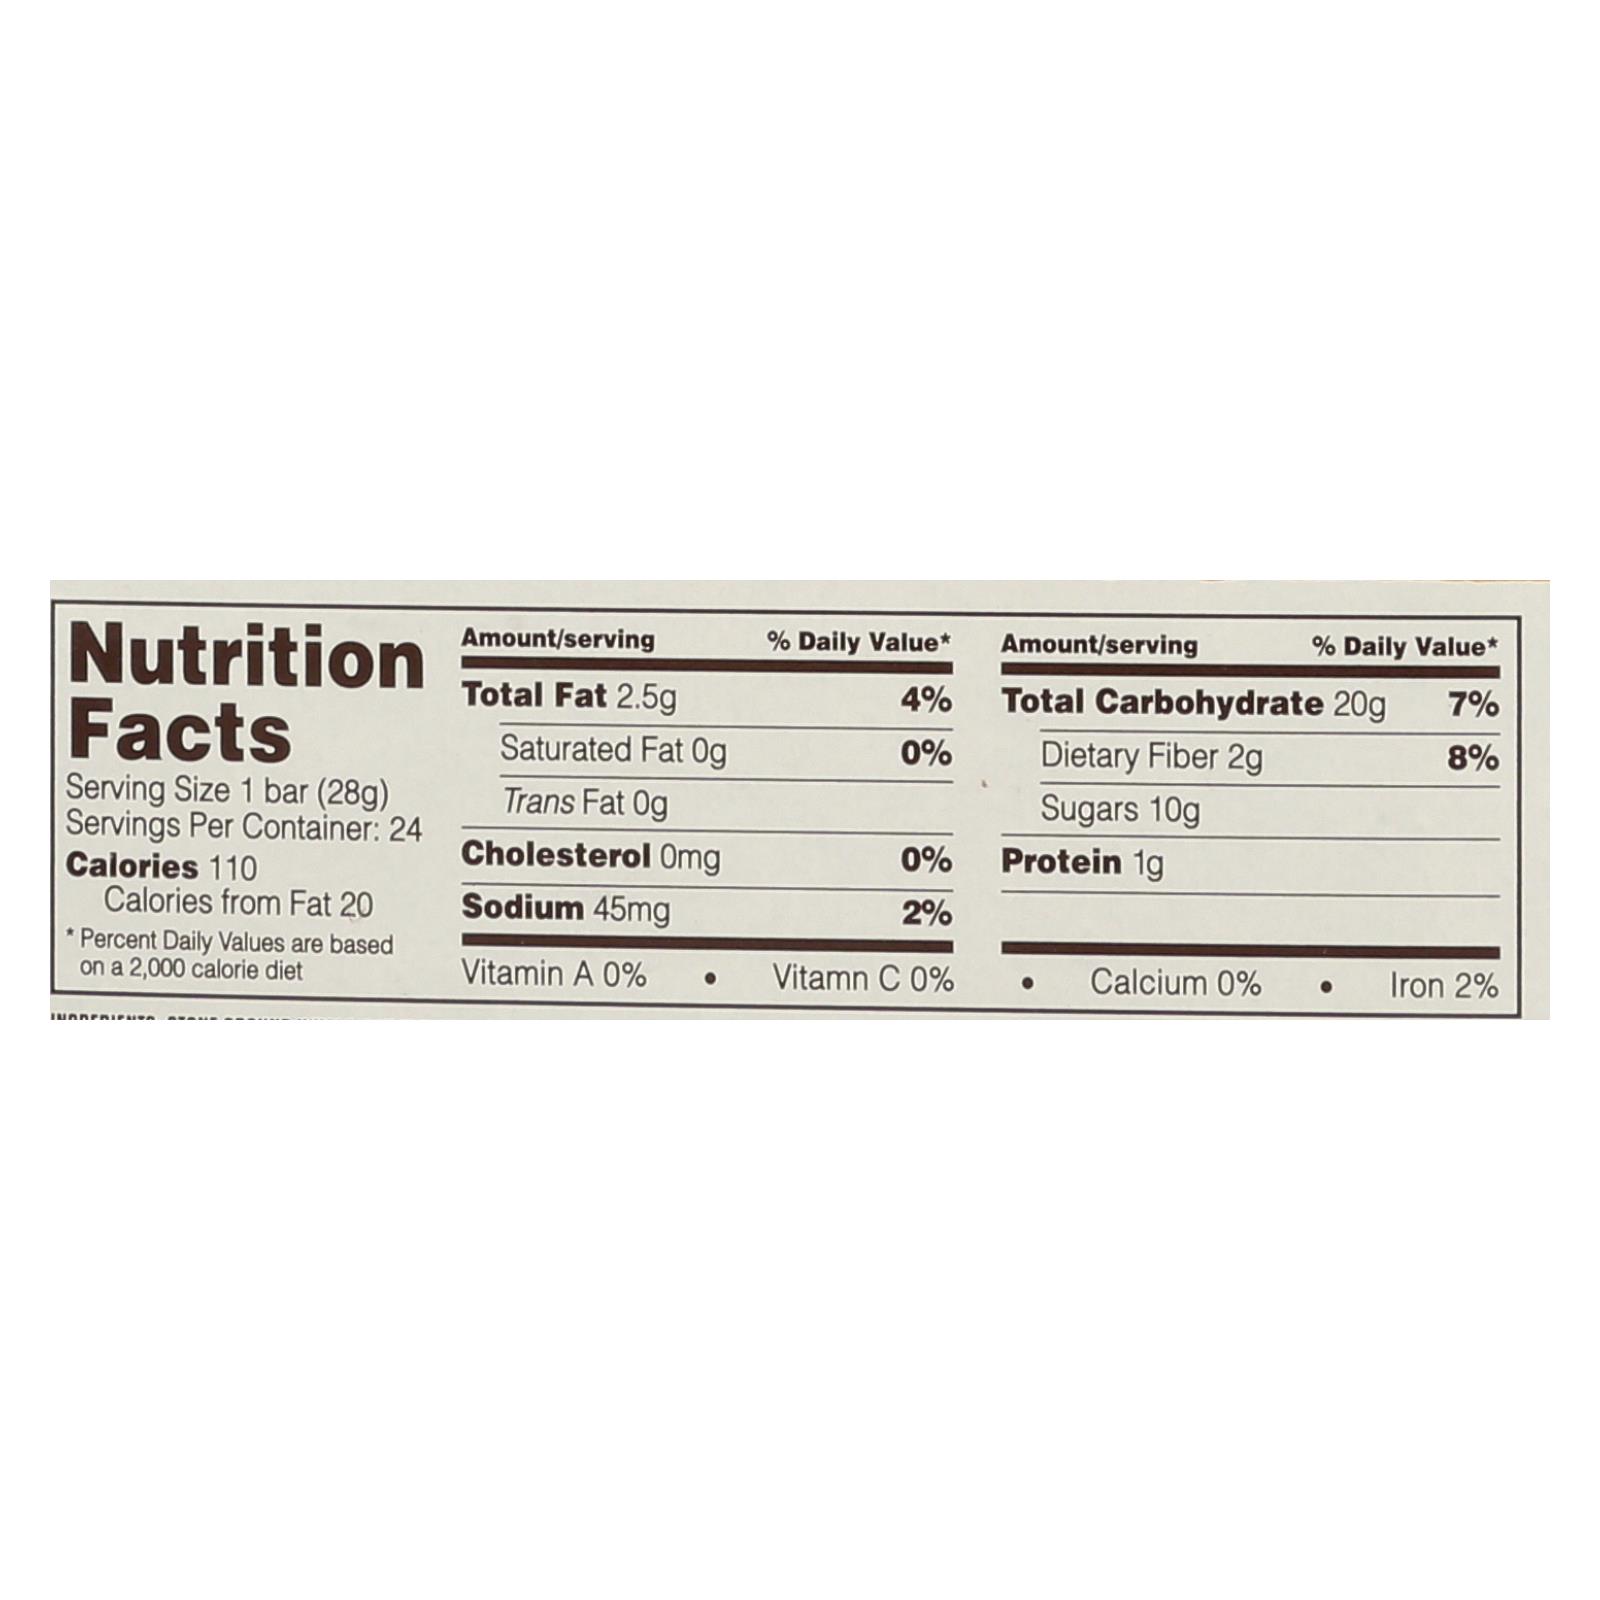 Nutrition
Facts
Serving Size 1 bar (28g)
Servings Per Container: 24
Calories 110
Calories from Fat 20
* Percent Daily Values are based
on a 2,000 calorie diet
Amount/serving % Daily Value*
Total Fat 2.5g 4%
Saturated Fat 0g 0%
Trans Fat 0g
Cholesterol 0mg 0%
Sodium 45mg 2%
Amount/serving % Daily Value*
Total Carbohydrate 20g 7%
Dietary Fiber 2g 8%
Sugars 10g
Protein 1g
Vitamin A 0% • Vitamn C 0% • Calcium 0% • Iron 2%